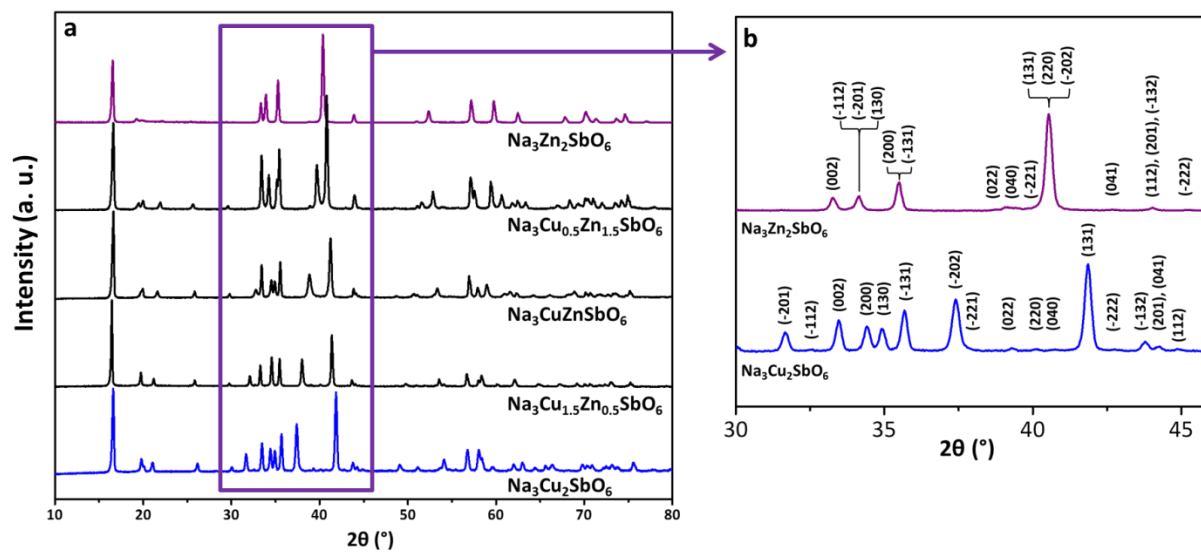 a
Intensity (a. u.)
Na₃Zn₂SbO₆
Na₃Cu₀.₅Zn₁.₅SbO₆
Na₃CuZnSbO₆
Na₃Cu₁.₅Zn₀.₅SbO₆
Na₃Cu₂SbO₆
10 20 30 40 50 60 70 80
2θ (°)
b
(002)
(-112)
(-201)
(130)
(200)
(-131)
(022)
(040)
(-221)
(131)
(220)
(-202)
(041)
(112), (201), (-132)
(-222)
Na₃Zn₂SbO₆
(-201)
(-112)
(002)
(200)
(130)
(-131)
(-202)
(-221)
(022)
(220)
(040)
(131)
(-222)
(-132)
(201), (041)
(112)
Na₃Cu₂SbO₆
30 35 40 45
2θ (°)